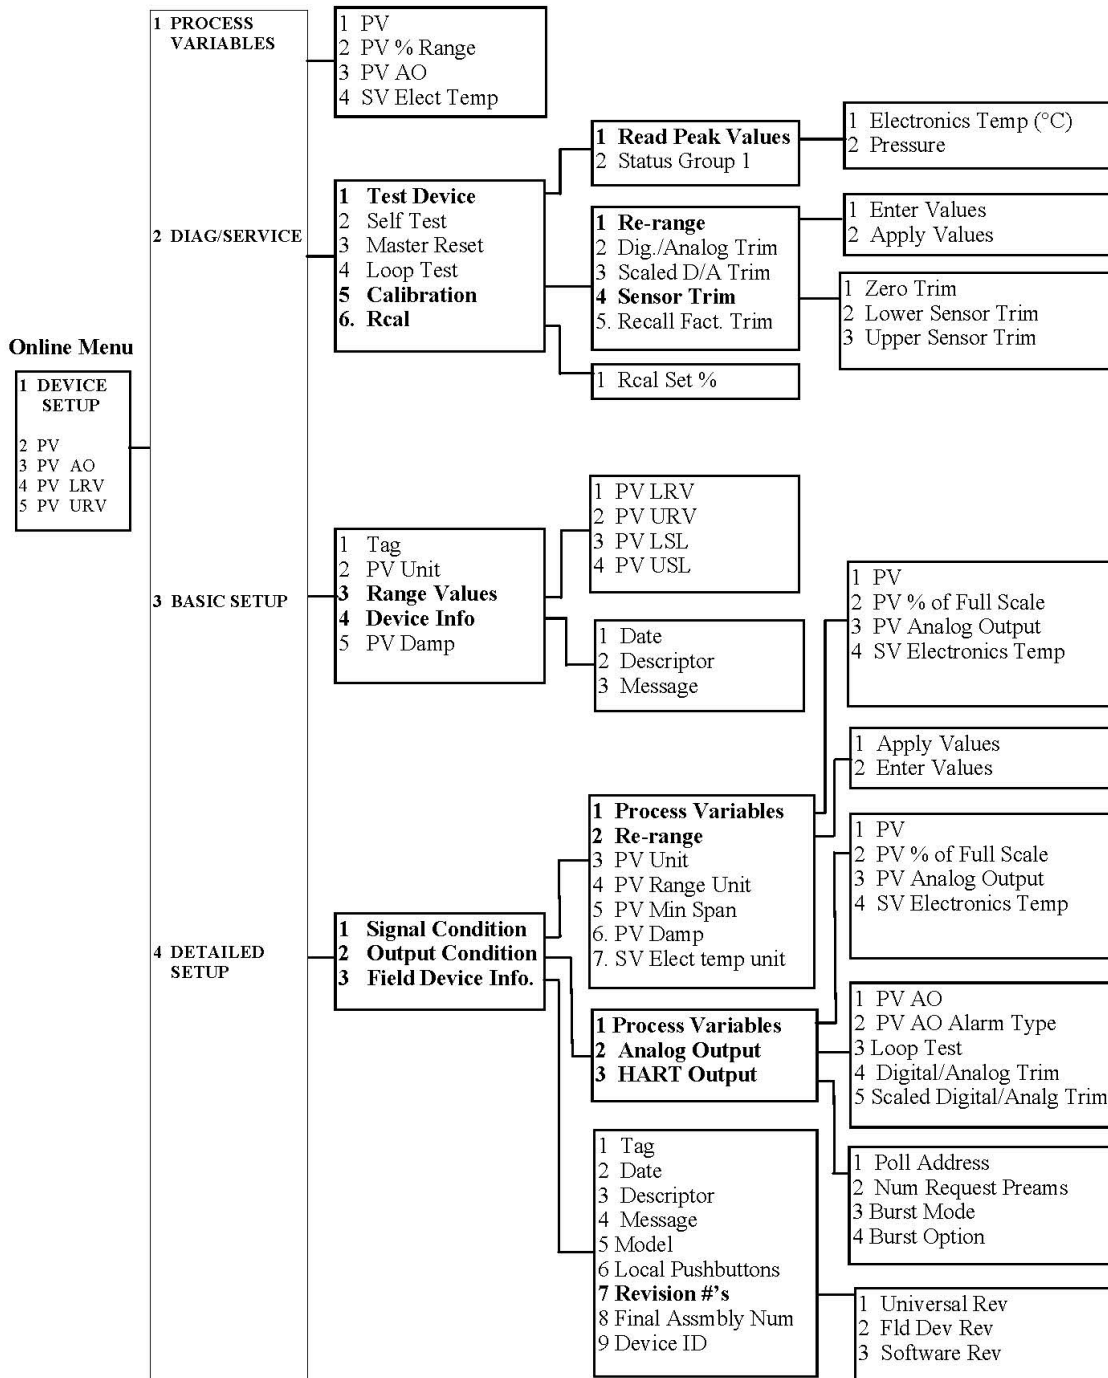 Online Menu
1 DEVICE
SETUP
2 PV
3 PV AO
4 PV LRV
5 PV URV
1 PROCESS
VARIABLES
2 DIAG/SERVICE
3 BASIC SETUP
4 DETAILED
SETUP
1 PV
2 PV % Range
3 PV AO
4 SV Elect Temp
1 Test Device
2 Self Test
3 Master Reset
4 Loop Test
5 Calibration
6. Rcal
1 Read Peak Values
2 Status Group 1
1 Electronics Temp (°C)
2 Pressure
1 Re-range
2 Dig./Analog Trim
3 Scaled D/A Trim
4 Sensor Trim
5. Recall Fact. Trim
1 Enter Values
2 Apply Values
1 Zero Trim
2 Lower Sensor Trim
3 Upper Sensor Trim
1 Rcal Set %
1 Tag
2 PV Unit
3 Range Values
4 Device Info
5 PV Damp
1 PV LRV
2 PV URV
3 PV LSL
4 PV USL
1 Date
2 Descriptor
3 Message
1 Signal Condition
2 Output Condition
3 Field Device Info.
1 Process Variables
2 Re-range
3 PV Unit
4 PV Range Unit
5 PV Min Span
6. PV Damp
7. SV Elect temp unit
1 PV
2 PV % of Full Scale
3 PV Analog Output
4 SV Electronics Temp
1 Apply Values
2 Enter Values
1 Process Variables
2 Analog Output
3 HART Output
1 PV
2 PV % of Full Scale
3 PV Analog Output
4 SV Electronics Temp
1 PV AO
2 PV AO Alarm Type
3 Loop Test
4 Digital/Analog Trim
5 Scaled Digital/Analg Trim
1 Poll Address
2 Num Request Preams
3 Burst Mode
4 Burst Option
1 Tag
2 Date
3 Descriptor
4 Message
5 Model
6 Local Pushbuttons
7 Revision #’s
8 Final Assmbly Num
9 Device ID
1 Universal Rev
2 Fld Dev Rev
3 Software Rev